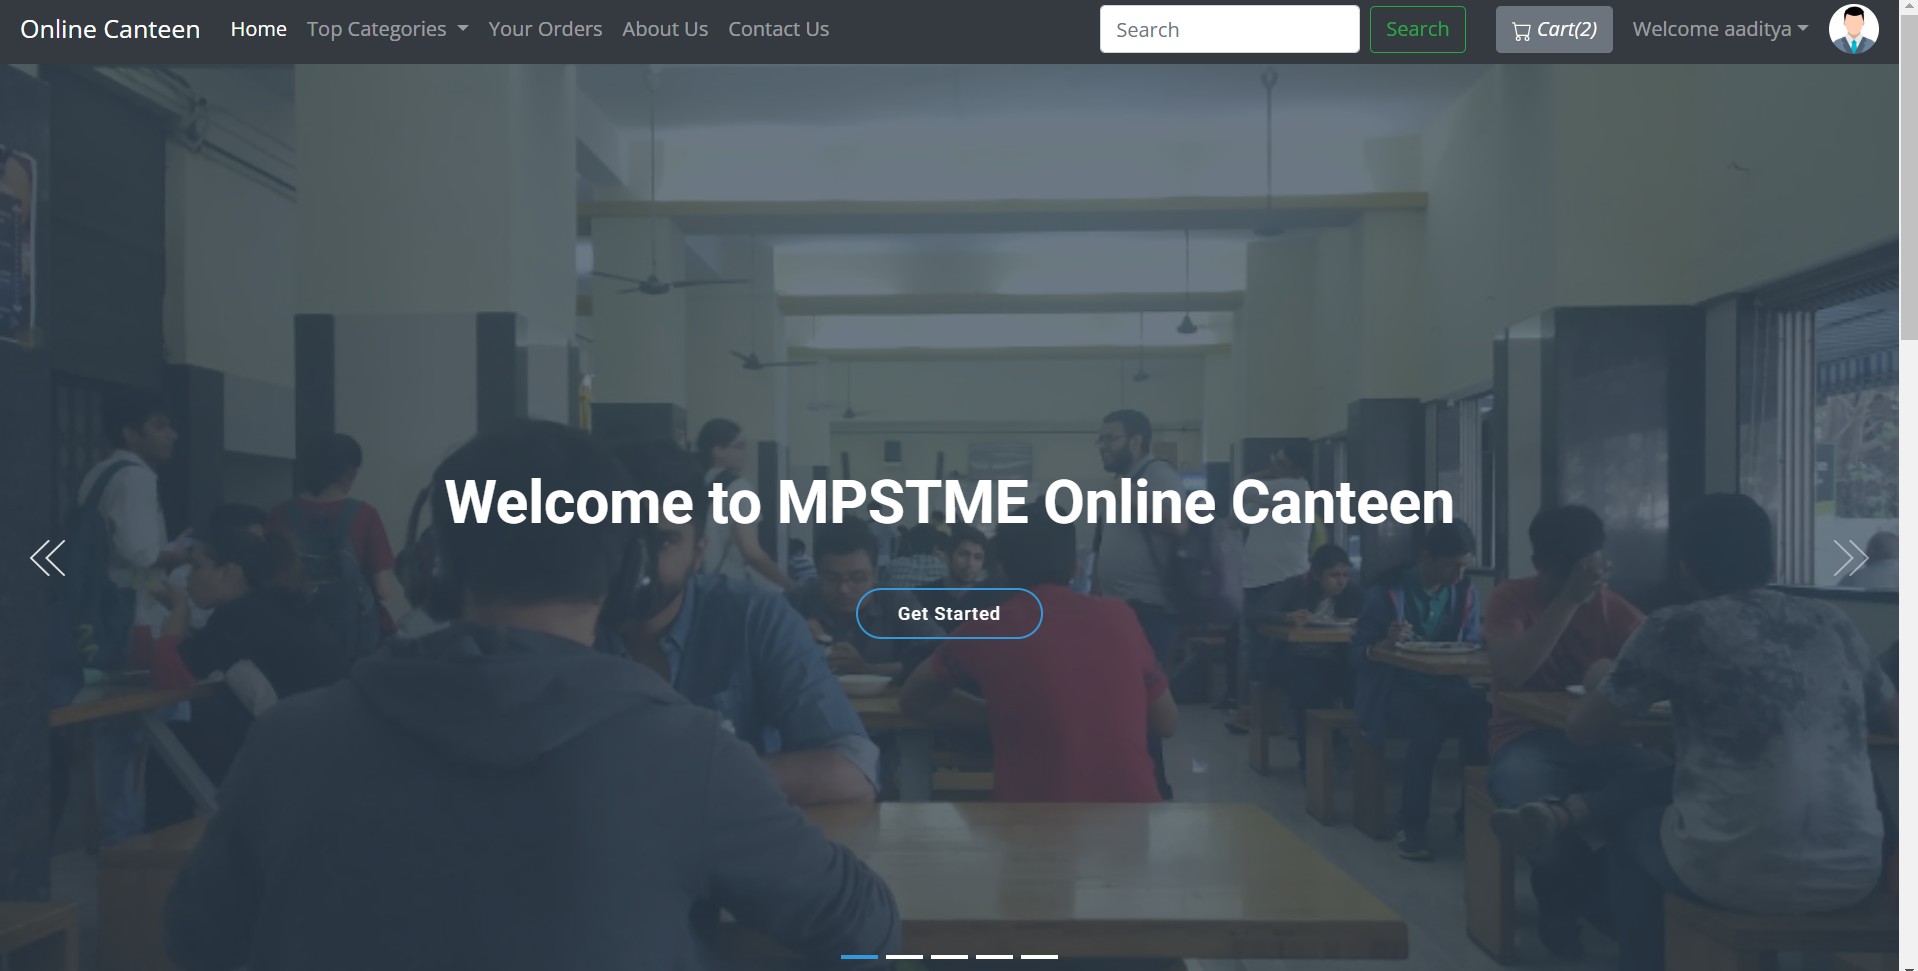 Online Canteen Home Top Categories Your Orders About Us Contact Us Search Search Cart(2) Welcome aaditya
Welcome to MPSTME Online Canteen
Get Started